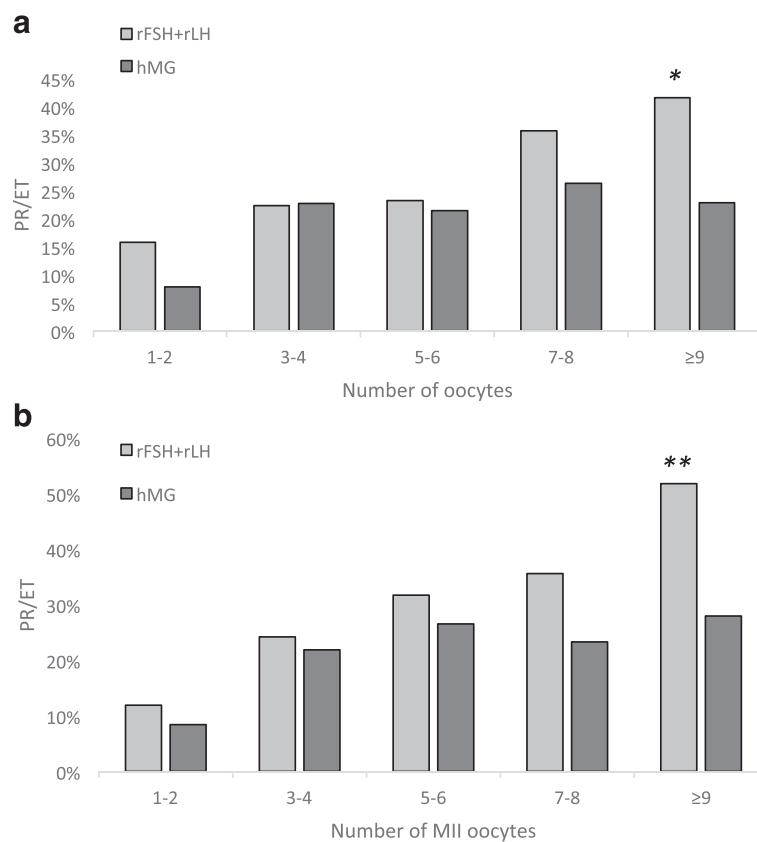 a
rFSH+rLH
hMG
45%
40%
35%
30%
25%
20%
15%
10%
5%
0%
PR/ET
*
1-2 3-4 5-6 7-8 ≥9
Number of oocytes
b
rFSH+rLH
hMG
60%
50%
40%
30%
20%
10%
0%
PR/ET
**
1-2 3-4 5-6 7-8 ≥9
Number of MII oocytes